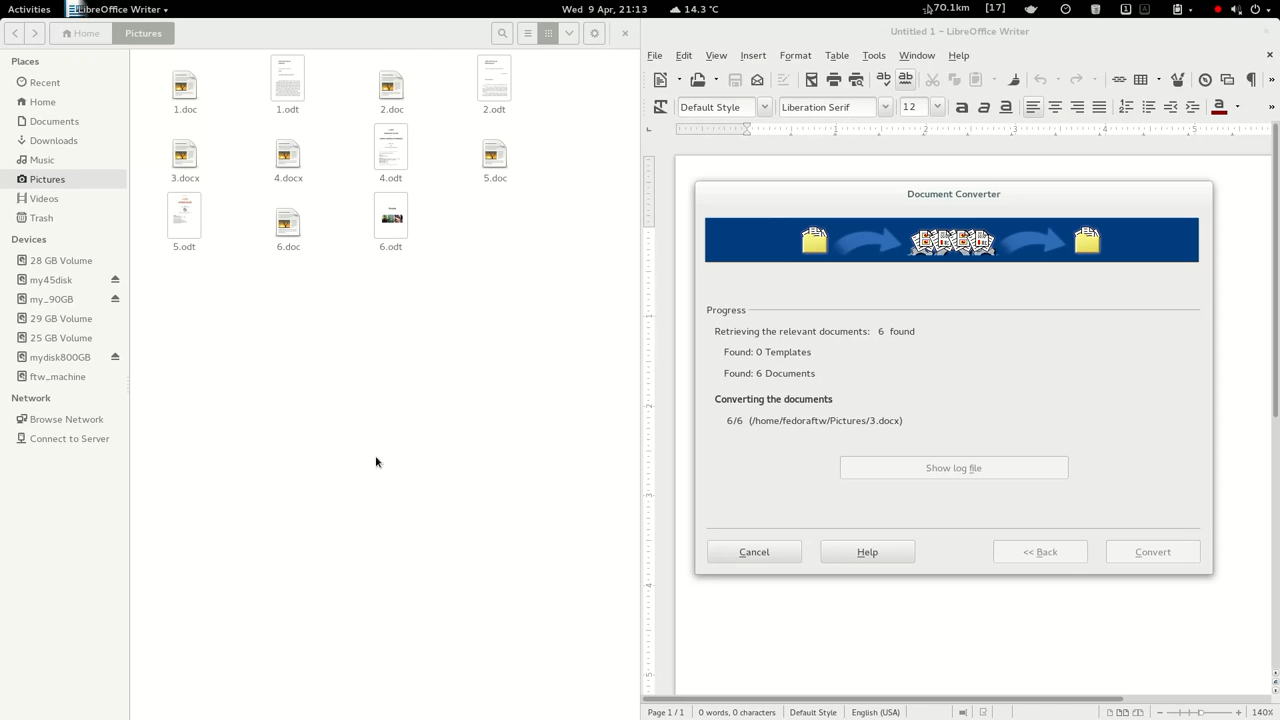 Activities
LibreOffice Writer
Wed 9 Apr, 21:13
14.3 °C
70.1km
[17]
Home
Pictures
Untitled 1 - LibreOffice Writer
Places
Recent
Home
Documents
Downloads
Music
Pictures
Videos
Trash
Devices
28 GB Volume
my45disk
my_90GB
29 GB Volume
25 GB Volume
mydisk800GB
ftw_machine
Network
Browse Network
Connect to Server
1.doc
1.odt
2.doc
2.odt
3.docx
4.docx
4.odt
5.doc
5.odt
6.doc
6.odt
File
Edit
Insert
Format
Help
Default Style
Liberation Serif
12
Document Converter
Progress
Retrieving the relevant documents: 6 found
Found: 0 Templates
Found: 6 Documents
Converting the documents
6/6 (/home/fedoraftw/Pictures/3.docx)
Show log file
Cancel
Help
<< Back
Convert
Page 1 / 1
0 words, 0 characters
Default Style
English (USA)
140%